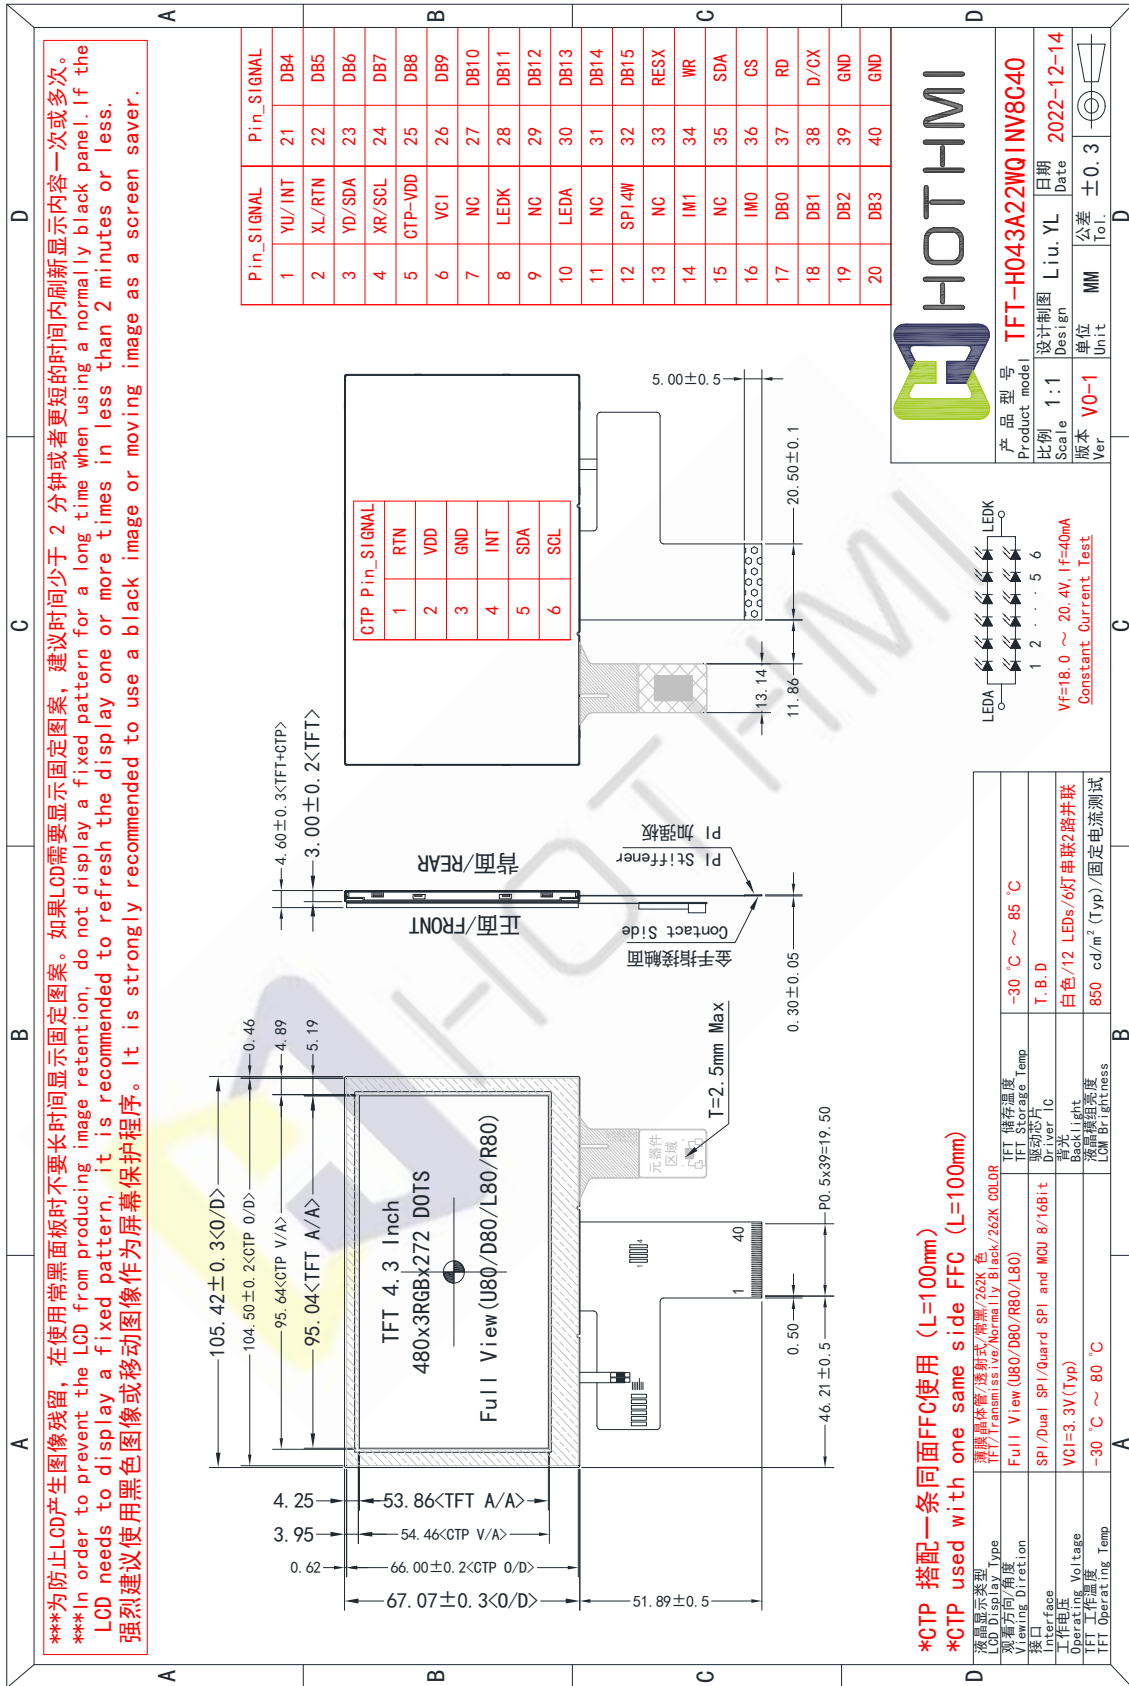 ***为防止LCD产生图像残留，在使用常黑面板时不要长时间显示固定图案。如果LCD需要显示固定图案，建议时间少于 2 分钟或者更短的时间内刷新显示内容一次或多次。
***In order to prevent the LCD from producing image retention, do not display a fixed pattern for a long time when using a normally black panel. If the
LCD needs to display a fixed pattern, it is recommended to refresh the display one or more times in less than 2 minutes or less.
强烈建议使用黑色图像或移动图像作为屏幕保护程序。It is strongly recommended to use a black image or moving image as a screen saver.
A B C D
105.42±0.3<O/D>
104.50±0.2<CTP O/D>
0.46
95.64<CTP V/A>
4.89
95.04<TFT A/A>
5.19
4.25
53.86<TFT A/A>
3.95
54.46<CTP V/A>
0.62
66.00±0.2<CTP O/D>
67.07±0.3<O/D>
51.89±0.5
TFT 4.3 Inch
480x3RGBx272 DOTS
Full View(U80/D80/L80/R80)
元器件
区域
T=2.5mm Max
1 4
1 40
0.50
P0.5x39=19.50
46.21±0.5
4.60±0.3<TFT+CTP>
3.00±0.2<TFT>
正面/FRONT
背面/REAR
金手指接触面
Contact Side
PI Stiffener
PI 加强板
0.30±0.05
CTP Pin_SIGNAL
1 RTN
2 VDD
3 GND
4 INT
5 SDA
6 SCL
5.00±0.5
13.14
11.86
20.50±0.1
Pin_SIGNAL Pin_SIGNAL
1 YU/INT 21 DB4
2 XL/RTN 22 DB5
3 YD/SDA 23 DB6
4 XR/SCL 24 DB7
5 CTP-VDD 25 DB8
6 VCI 26 DB9
7 NC 27 DB10
8 LEDK 28 DB11
9 NC 29 DB12
10 LEDA 30 DB13
11 NC 31 DB14
12 SPI4W 32 DB15
13 NC 33 RESX
14 IM1 34 WR
15 NC 35 SDA
16 IM0 36 CS
17 DB0 37 RD
18 DB1 38 D/CX
19 DB2 39 GND
20 DB3 40 GND
*CTP 搭配一条同面FFC使用 (L=100mm)
*CTP used with one same side FFC (L=100mm)
液晶显示类型
LCD Display Type
薄膜晶体管/透射式/常黑/262K 色
TFT/Transmissive/Normally Black/262K COLOR
TFT 储存温度
TFT Storage Temp
-30 ℃ ～ 85 ℃
观看方向/角度
Viewing Diretion
Full View(U80/D80/R80/L80)
驱动芯片
Driver IC
T.B.D
接口
Interface
SPI/Dual SPI/Quard SPI and MCU 8/16Bit
背光
Backlight
白色/12 LEDs/6灯串联2路并联
工作电压
Operating Voltage
VCI=3.3V(Typ)
液晶模组亮度
LCM Brightness
850 cd/m²(Typ)/固定电流测试
TFT 工作温度
TFT Operating Temp
-30 ℃ ～ 80 ℃
LEDA LEDK
1 2 ··· 5 6
Vf=18.0 ～ 20.4V,If=40mA
Constant Current Test
HOTHMI
产品型号
Product model
TFT-H043A22WQINV8C40
比例
Scale
1:1
设计制图
Design
Liu.YL
日期
Date
2022-12-14
版本
Ver
V0-1
单位
Unit
MM
公差
Tol.
±0.3
A B C D
HOTHMI